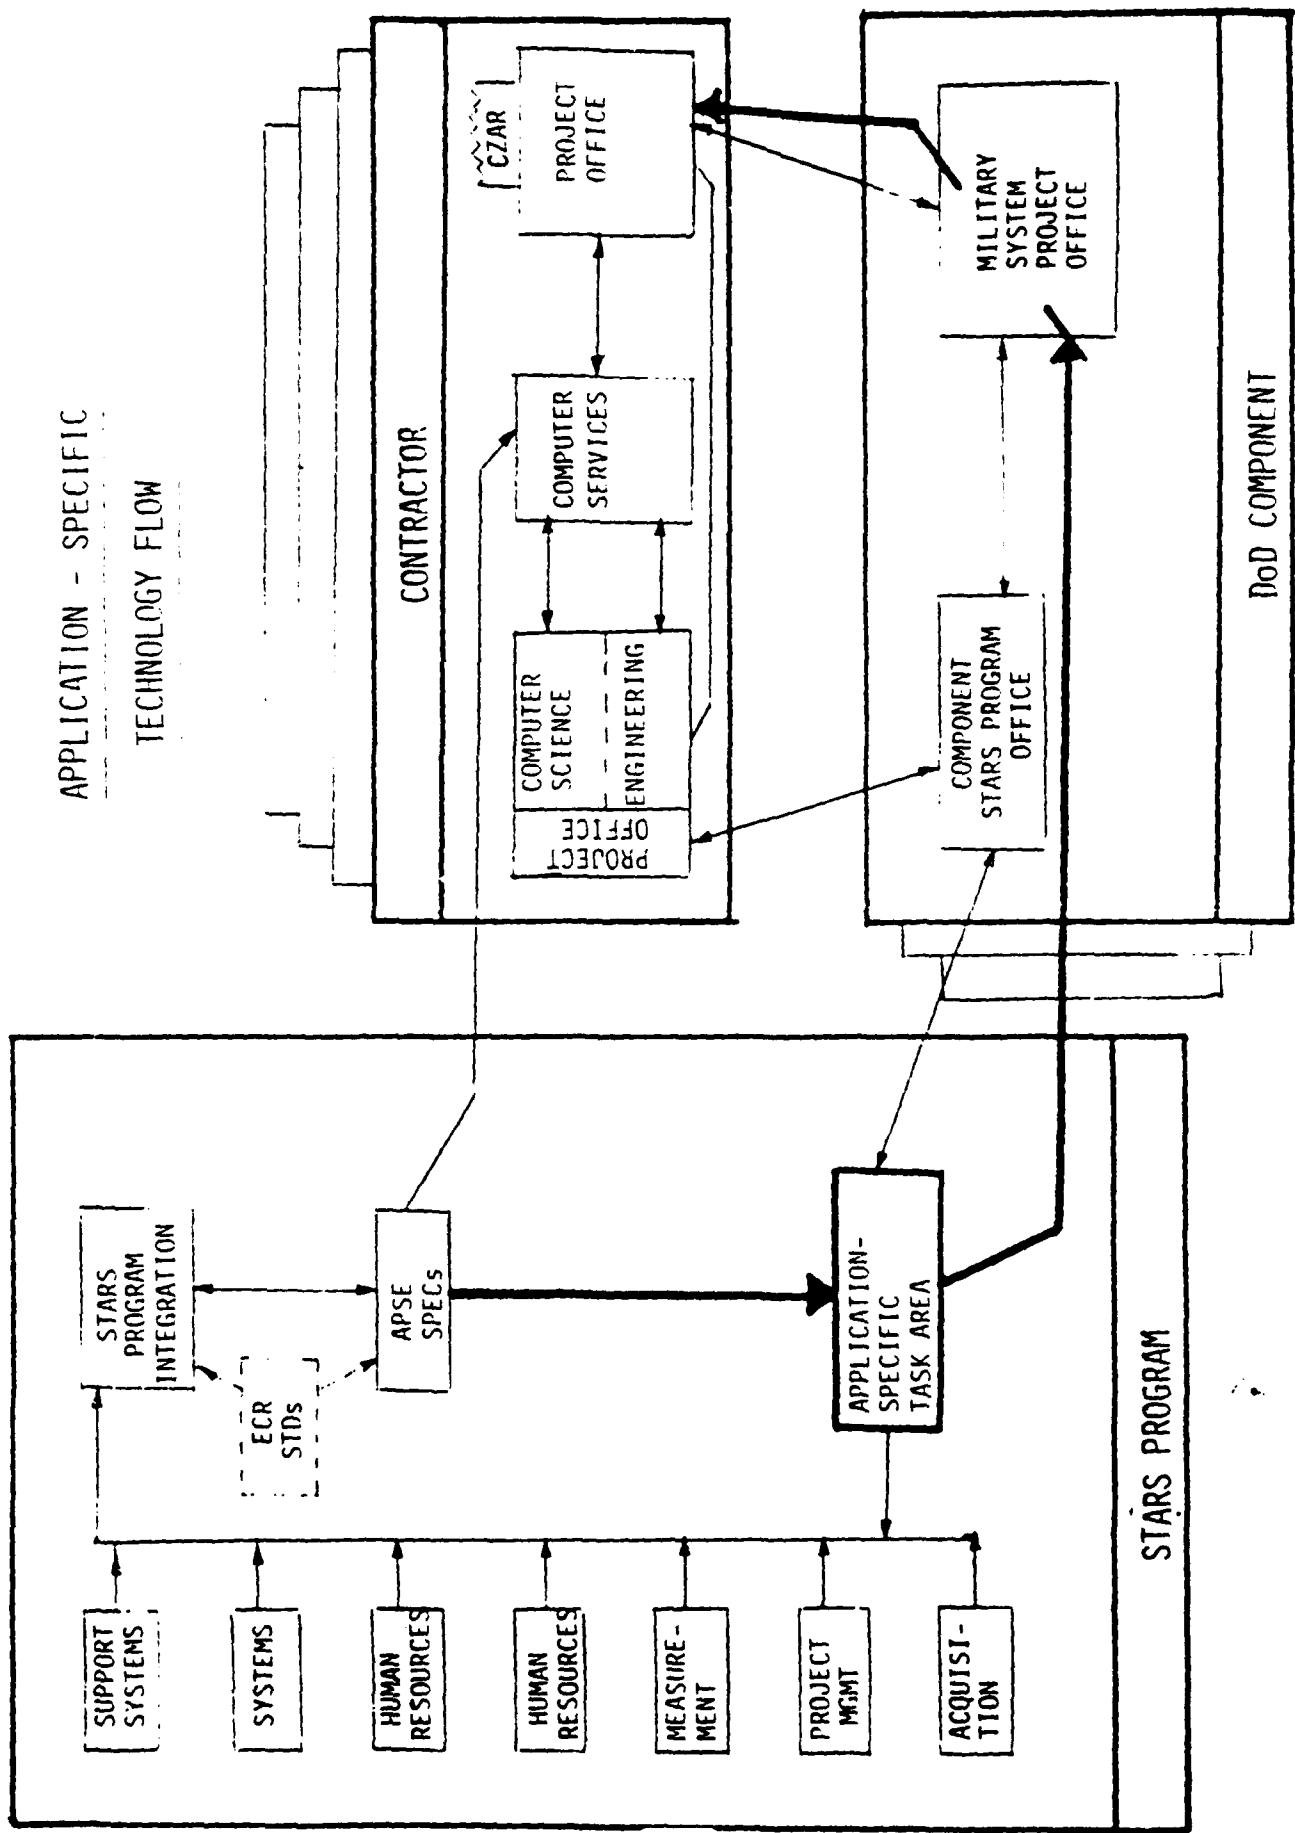 APPLICATION - SPECIFIC
TECHNOLOGY FLOW
SUPPORT
SYSTEMS
SYSTEMS
HUMAN
RESOURCES
HUMAN
RESOURCES
MEASURE-
MENT
PROJECT
MGMT
ACQUISI-
TION
STARS
PROGRAM
INTEGRATION
ECR
STDs
APSE
SPECs
APPLICATION-
SPECIFIC
TASK AREA
STARS PROGRAM
CONTRACTOR
PROJECT
OFFICE
COMPUTER
SCIENCE
ENGINEERING
COMPUTER
SERVICES
CZAR
PROJECT
OFFICE
COMPONENT
STARS PROGRAM
OFFICE
MILITARY
SYSTEM
PROJECT
OFFICE
DoD COMPONENT